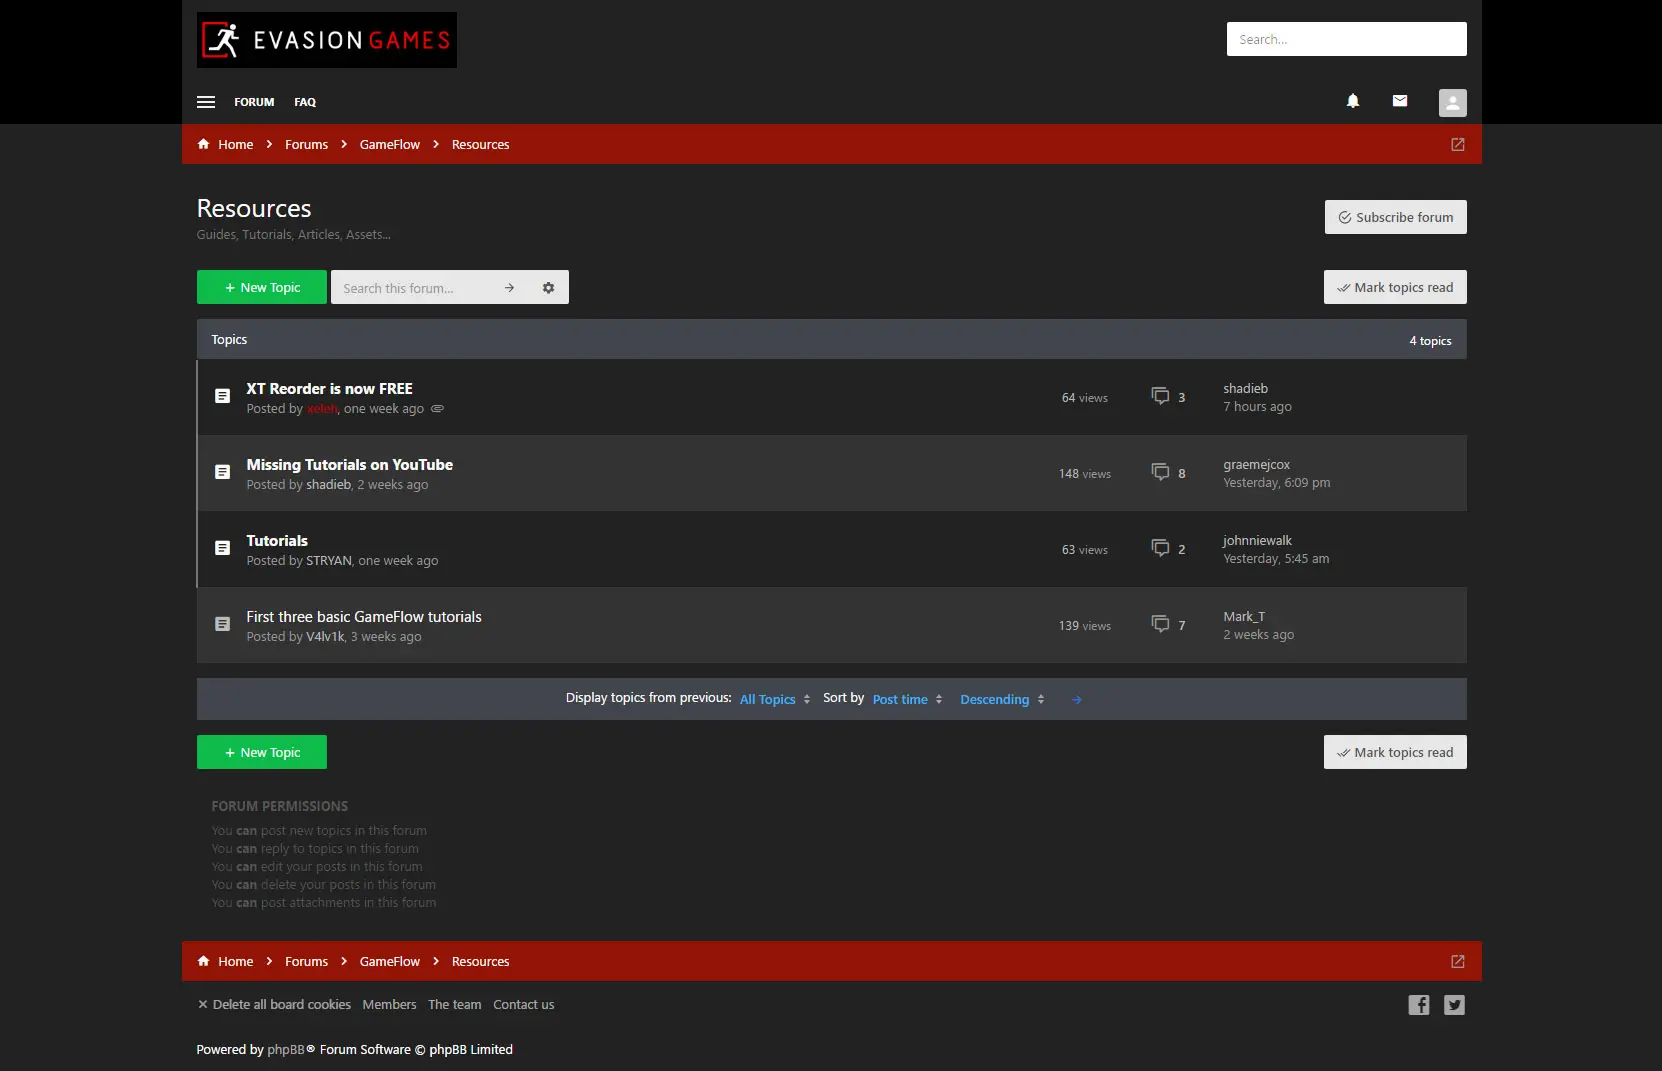 EVASION GAMES
Search...
FORUM FAQ
Home Forums GameFlow Resources
Resources
Guides, Tutorials, Articles, Assets...
Subscribe forum
+ New Topic Search this forum... Mark topics read
Topics 4 topics
XT Reorder is now FREE
Posted by xeleh, one week ago
64 views 3
shadieb
7 hours ago
Missing Tutorials on YouTube
Posted by shadieb, 2 weeks ago
148 views 8
graemejcox
Yesterday, 6:09 pm
Tutorials
Posted by STRYAN, one week ago
63 views 2
johnniewalk
Yesterday, 5:45 am
First three basic GameFlow tutorials
Posted by V4lv1k, 3 weeks ago
139 views 7
Mark_T
2 weeks ago
Display topics from previous: All Topics Sort by Post time Descending
+ New Topic Mark topics read
FORUM PERMISSIONS
You can post new topics in this forum
You can reply to topics in this forum
You can edit your posts in this forum
You can delete your posts in this forum
You can post attachments in this forum
Home Forums GameFlow Resources
Delete all board cookies Members The team Contact us
Powered by phpBB® Forum Software © phpBB Limited